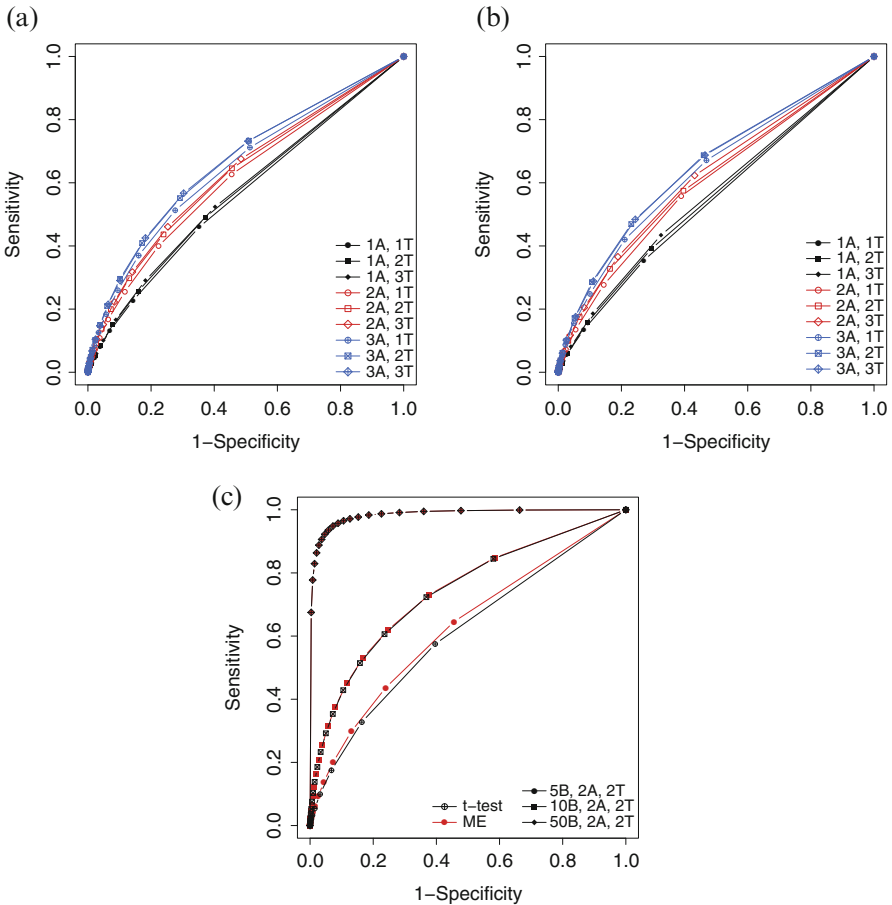 (a)
Sensitivity
1.0
0.8
0.6
0.4
0.2
0.0
1A, 1T
1A, 2T
1A, 3T
2A, 1T
2A, 2T
2A, 3T
3A, 1T
3A, 2T
3A, 3T
0.0 0.2 0.4 0.6 0.8 1.0
1−Specificity
(b)
Sensitivity
1.0
0.8
0.6
0.4
0.2
0.0
1A, 1T
1A, 2T
1A, 3T
2A, 1T
2A, 2T
2A, 3T
3A, 1T
3A, 2T
3A, 3T
0.0 0.2 0.4 0.6 0.8 1.0
1−Specificity
(c)
Sensitivity
1.0
0.8
0.6
0.4
0.2
0.0
t−test
ME
5B, 2A, 2T
10B, 2A, 2T
50B, 2A, 2T
0.0 0.2 0.4 0.6 0.8 1.0
1−Specificity